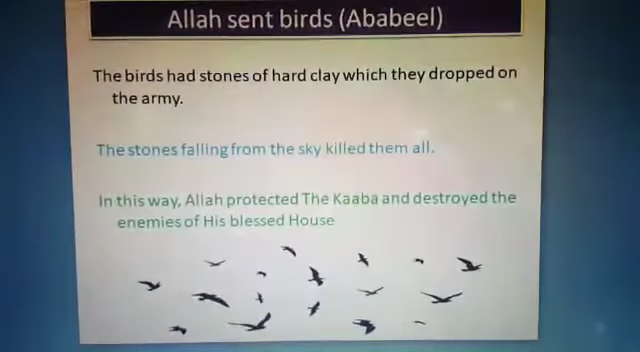 Allah sent birds (Ababeel)
The birds had stones of hard clay which they dropped on
the army.
The stones falling from the sky killed them all.
In this way, Allah protected The Kaaba and destroyed the
enemies of His blessed House